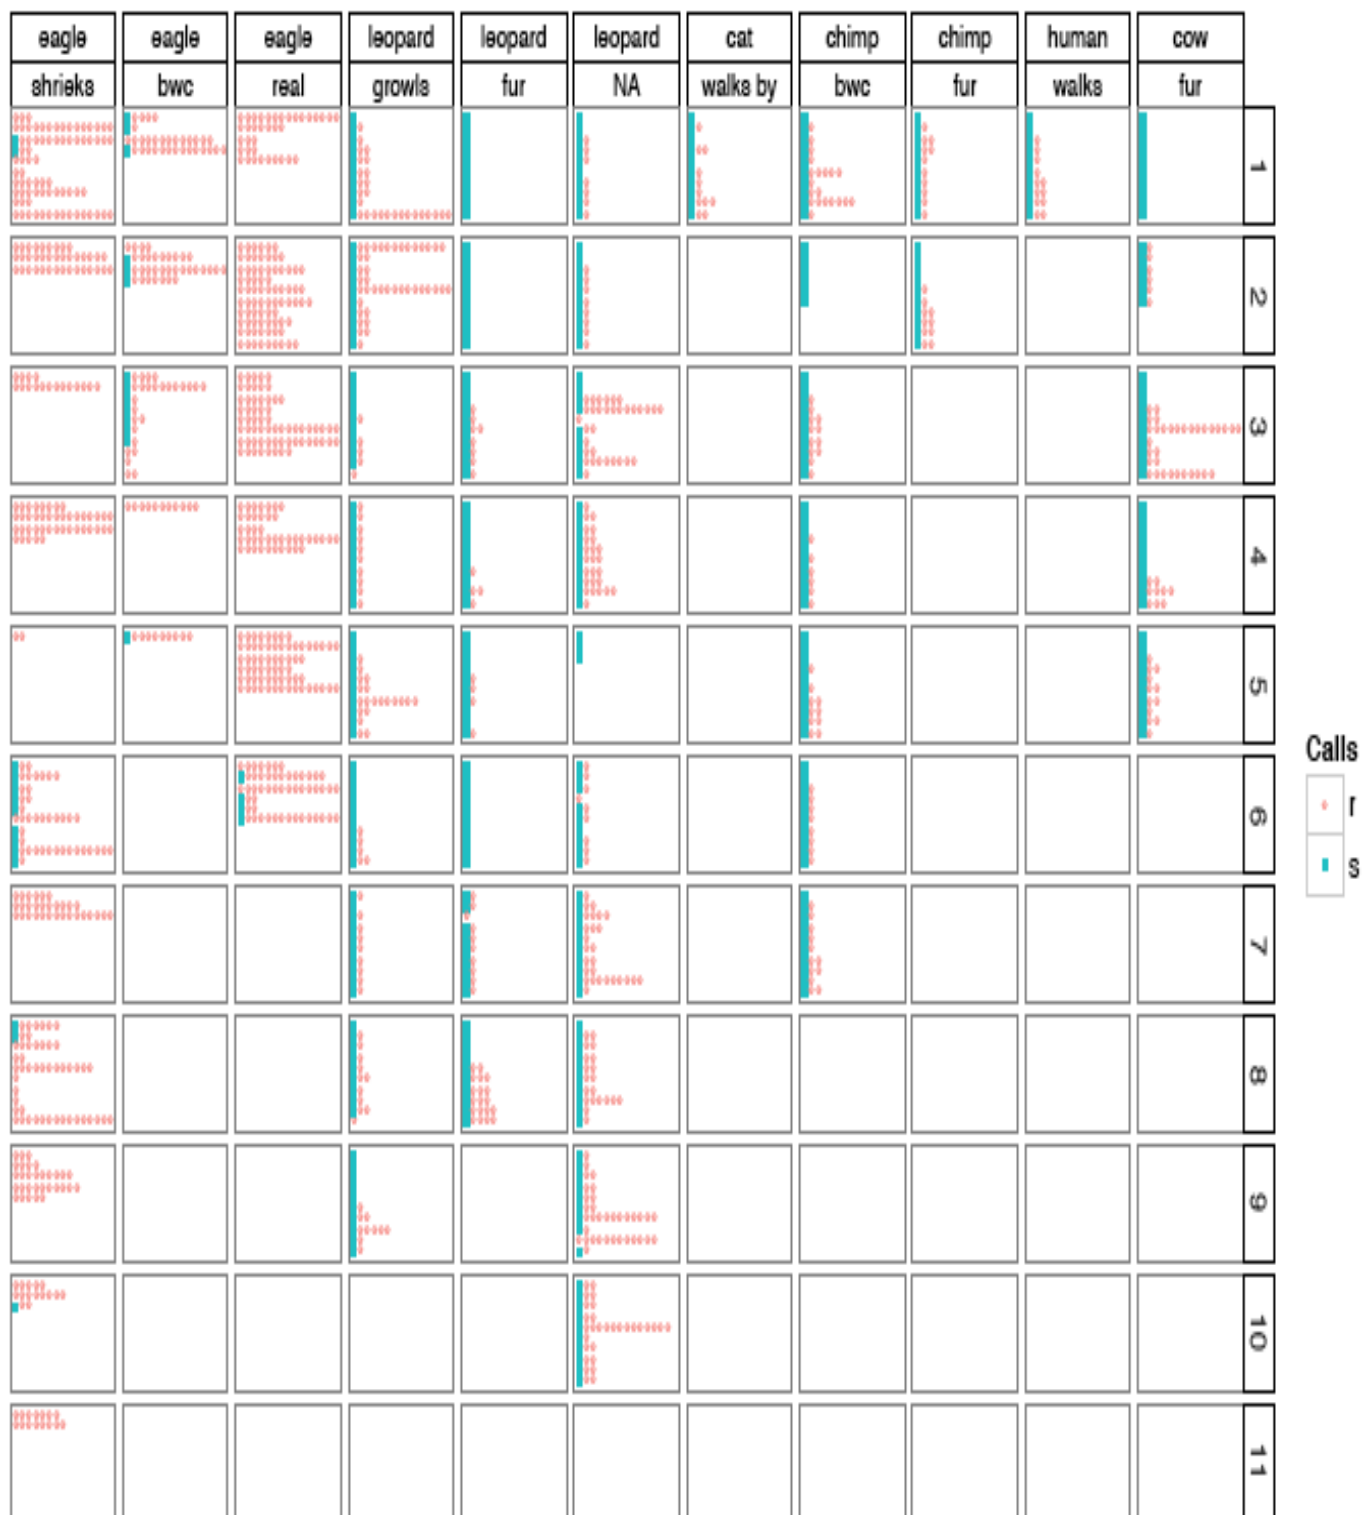 eagle eagle eagle leopard leopard leopard cat chimp chimp human cow
shrieks bwc real growls fur NA walks by bwc fur walks fur
1
2
3
4
5
Calls
r
6
s
7
8
9
10
11